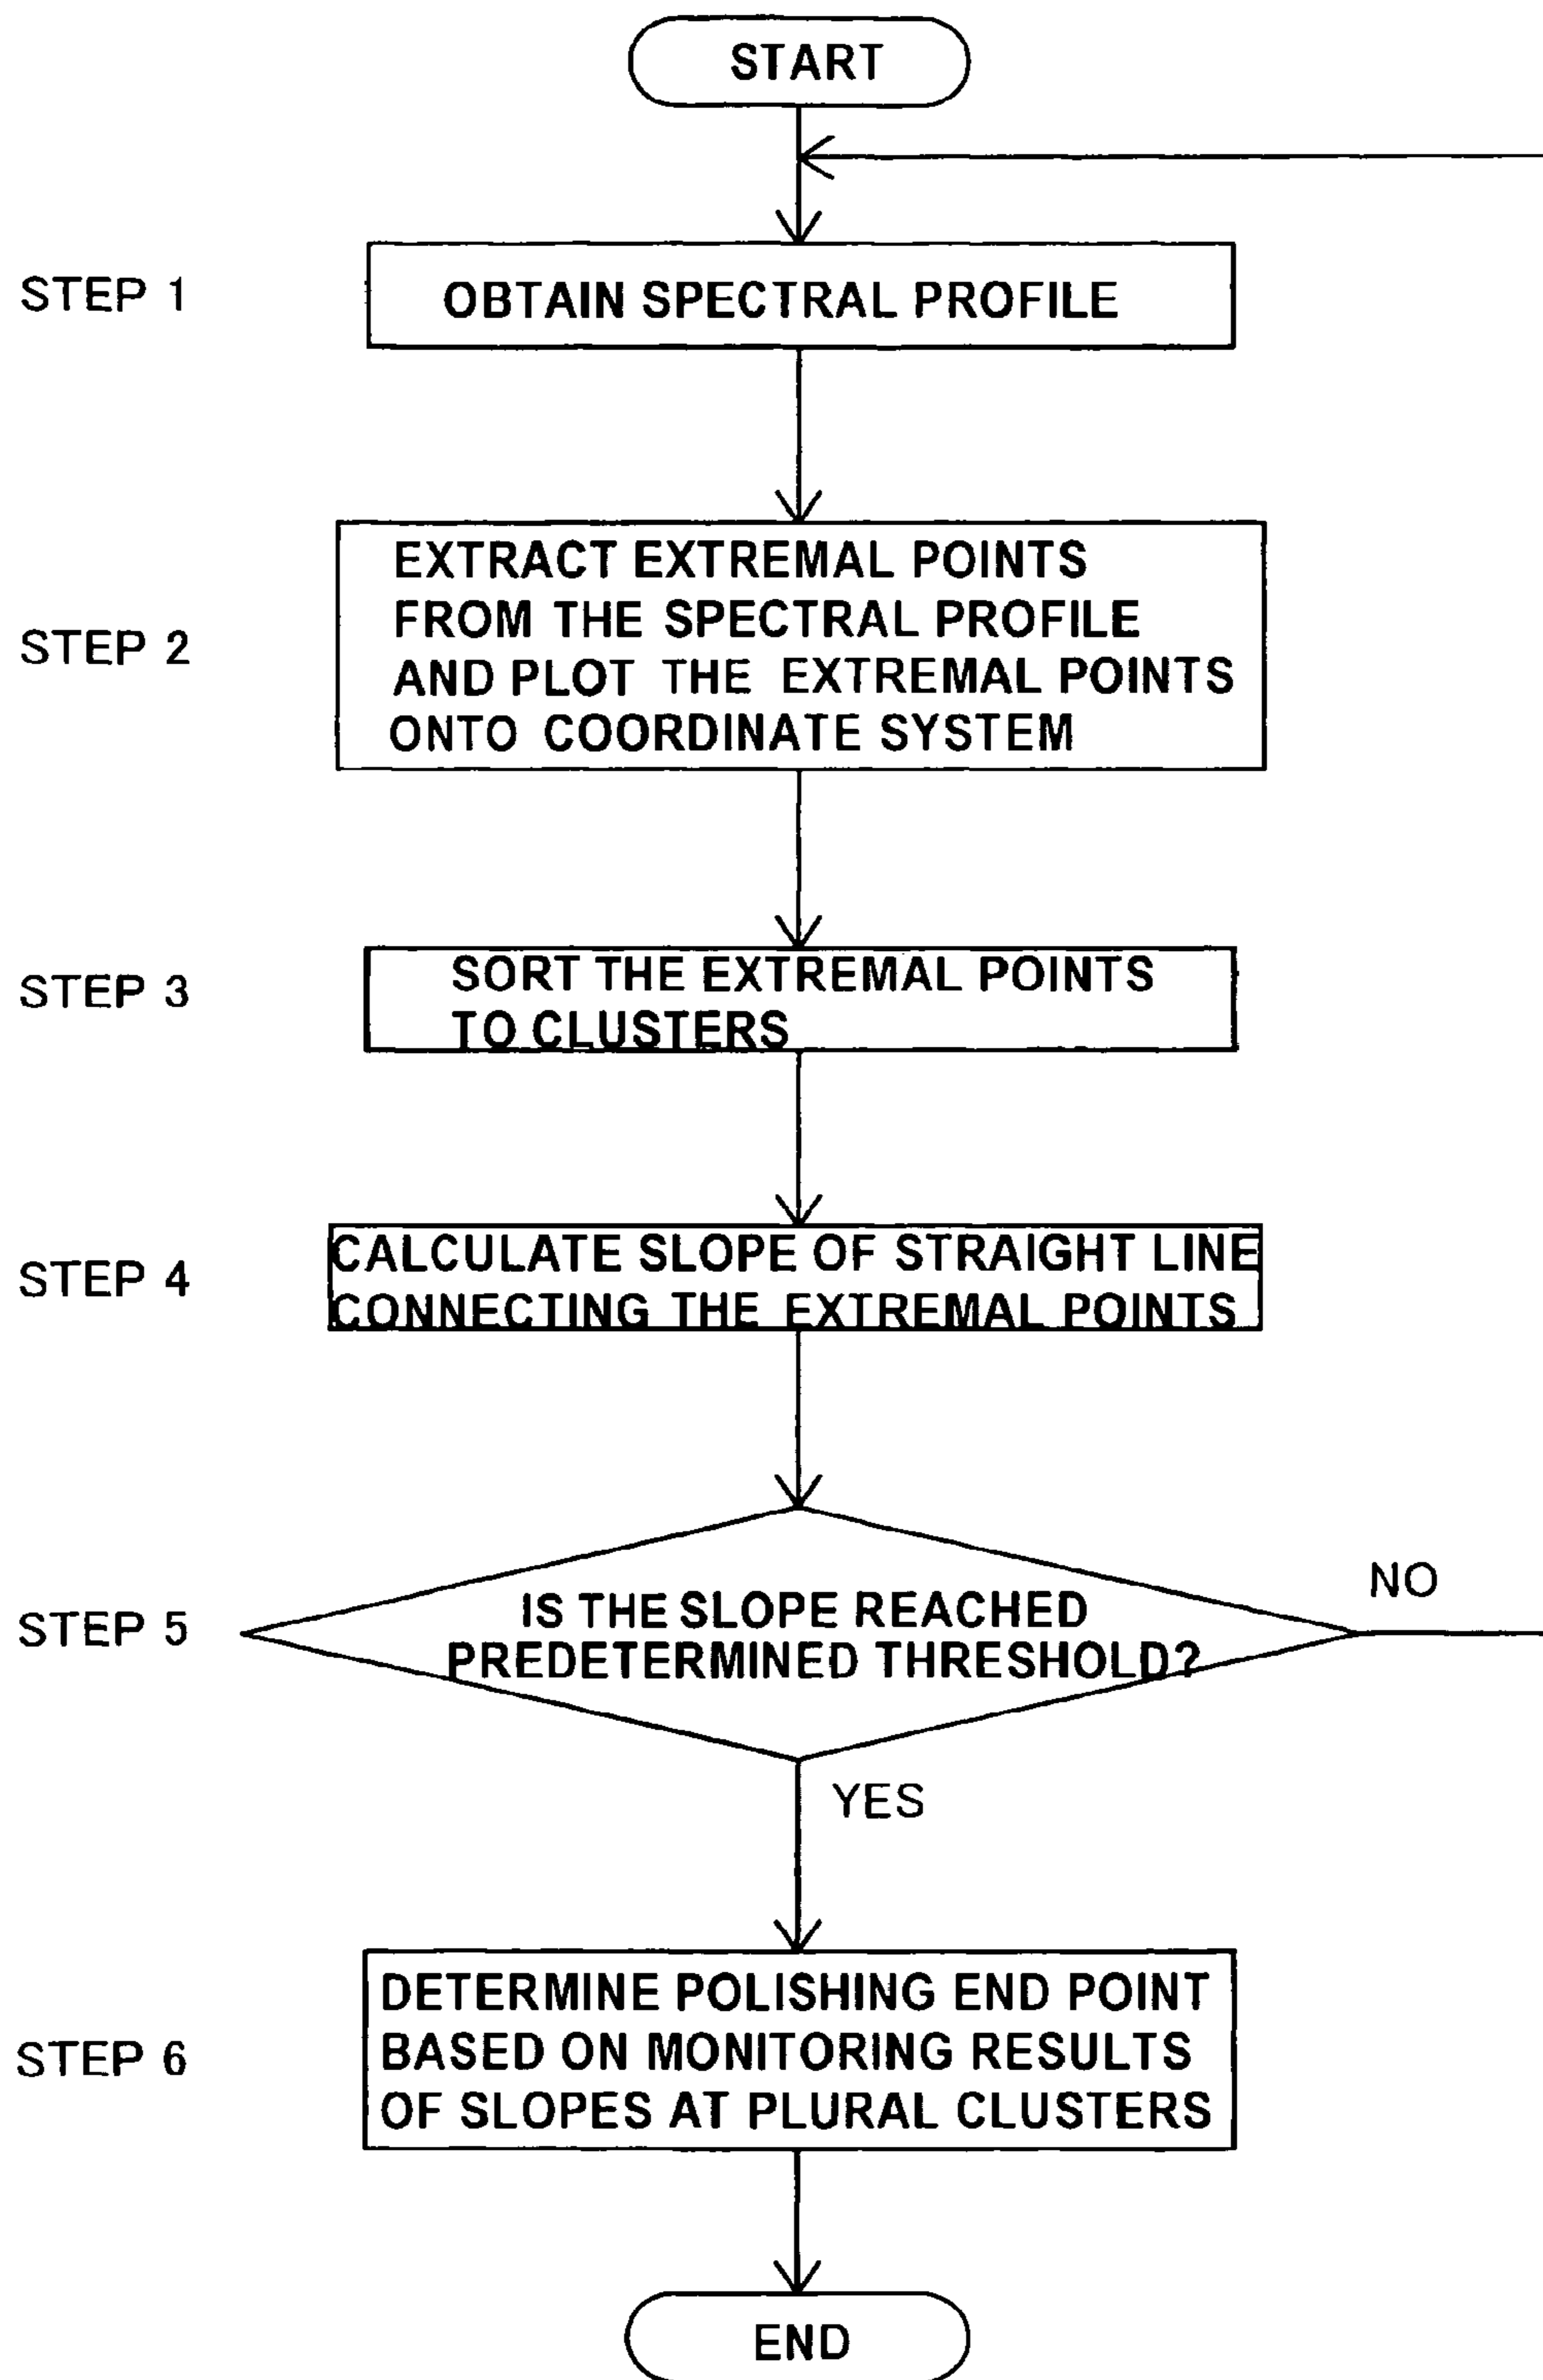 START
STEP 1
OBTAIN SPECTRAL PROFILE
STEP 2
EXTRACT EXTREMAL POINTS
FROM THE SPECTRAL PROFILE
AND PLOT THE EXTREMAL POINTS
ONTO COORDINATE SYSTEM
STEP 3
SORT THE EXTREMAL POINTS
TO CLUSTERS
STEP 4
CALCULATE SLOPE OF STRAIGHT LINE
CONNECTING THE EXTREMAL POINTS
STEP 5
IS THE SLOPE REACHED
PREDETERMINED THRESHOLD?
NO
YES
STEP 6
DETERMINE POLISHING END POINT
BASED ON MONITORING RESULTS
OF SLOPES AT PLURAL CLUSTERS
END